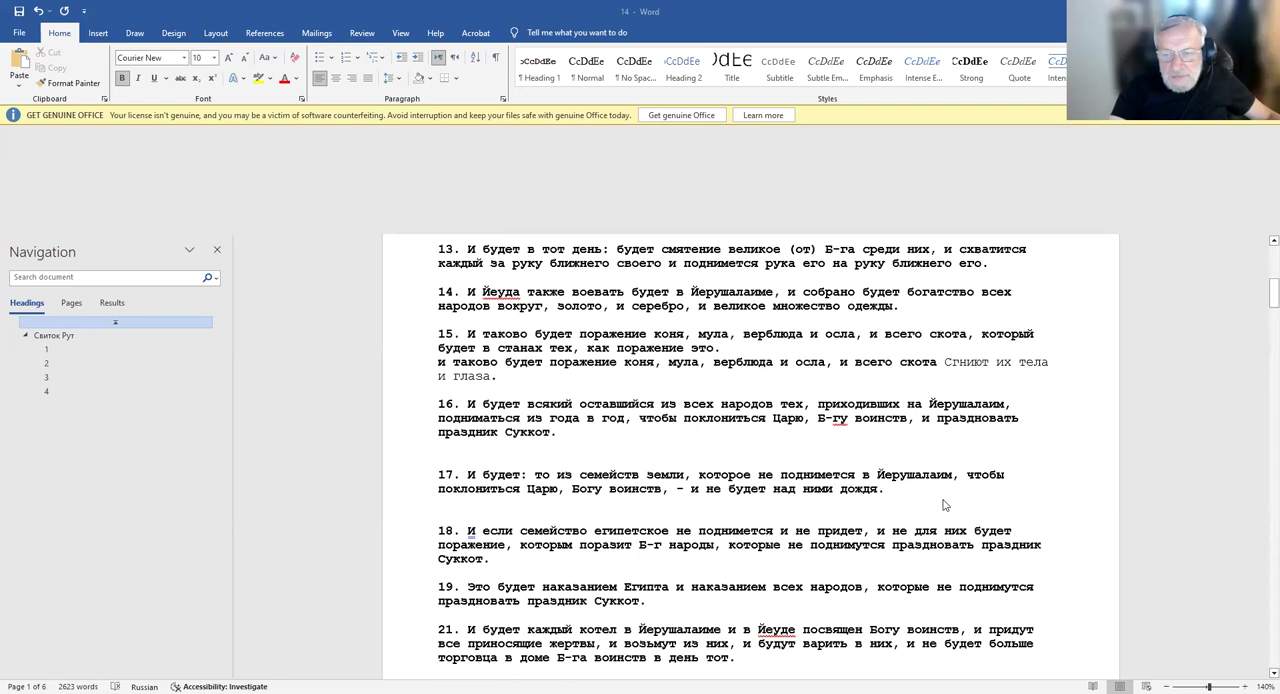 14 - Word
File Home Insert Draw Design Layout References Mailings Review View Help Acrobat Tell me what you want to do
Paste Cut Copy Format Painter
Courier New 10
Clipboard Font Paragraph Styles
CcDdEe Heading 1
CcDdEe Normal
CcDdEe No Spac...
CcDdEe Heading 2
Title
CcDdEe Subtitle
CcDdEe Subtle Em...
CcDdEe Emphasis
CcDdEe Intense E...
CcDdEe Strong
CcDdEe Quote
GET GENUINE OFFICE Your license isn't genuine, and you may be a victim of software counterfeiting. Avoid interruption and keep your files safe with genuine Office today. Get genuine Office Learn more
Navigation
Search document
Headings Pages Results
Свиток Рут
1
2
3
4
13. И будет в тот день: будет смятение великое (от) Б-га среди них, и схватится
каждый за руку ближнего своего и поднимется рука его на руку ближнего его.
14. И Йеуда также воевать будет в Йерушалаиме, и собрано будет богатство всех
народов вокруг, золото, и серебро, и великое множество одежды.
15. И таково будет поражение коня, мула, верблюда и осла, и всего скота, который
будет в станах тех, как поражение это.
и таково будет поражение коня, мула, верблюда и осла, и всего скота Сгниют их тела
и глаза.
16. И будет всякий оставшийся из всех народов тех, приходивших на Йерушалаим,
подниматься из года в год, чтобы поклониться Царю, Б-гу воинств, и праздновать
праздник Суккот.
17. И будет: то из семейств земли, которое не поднимется в Йерушалаим, чтобы
поклониться Царю, Богу воинств, - и не будет над ними дождя.
18. И если семейство египетское не поднимется и не придет, и не для них будет
поражение, которым поразит Б-г народы, которые не поднимутся праздновать праздник
Суккот.
19. Это будет наказанием Египта и наказанием всех народов, которые не поднимутся
праздновать праздник Суккот.
21. И будет каждый котел в Йерушалаиме и в Йеуде посвящен Богу воинств, и придут
все приносящие жертвы, и возьмут из них, и будут варить в них, и не будет больше
торговца в доме Б-га воинств в день тот.
Page 1 of 6 2623 words Russian Accessibility: Investigate 140%